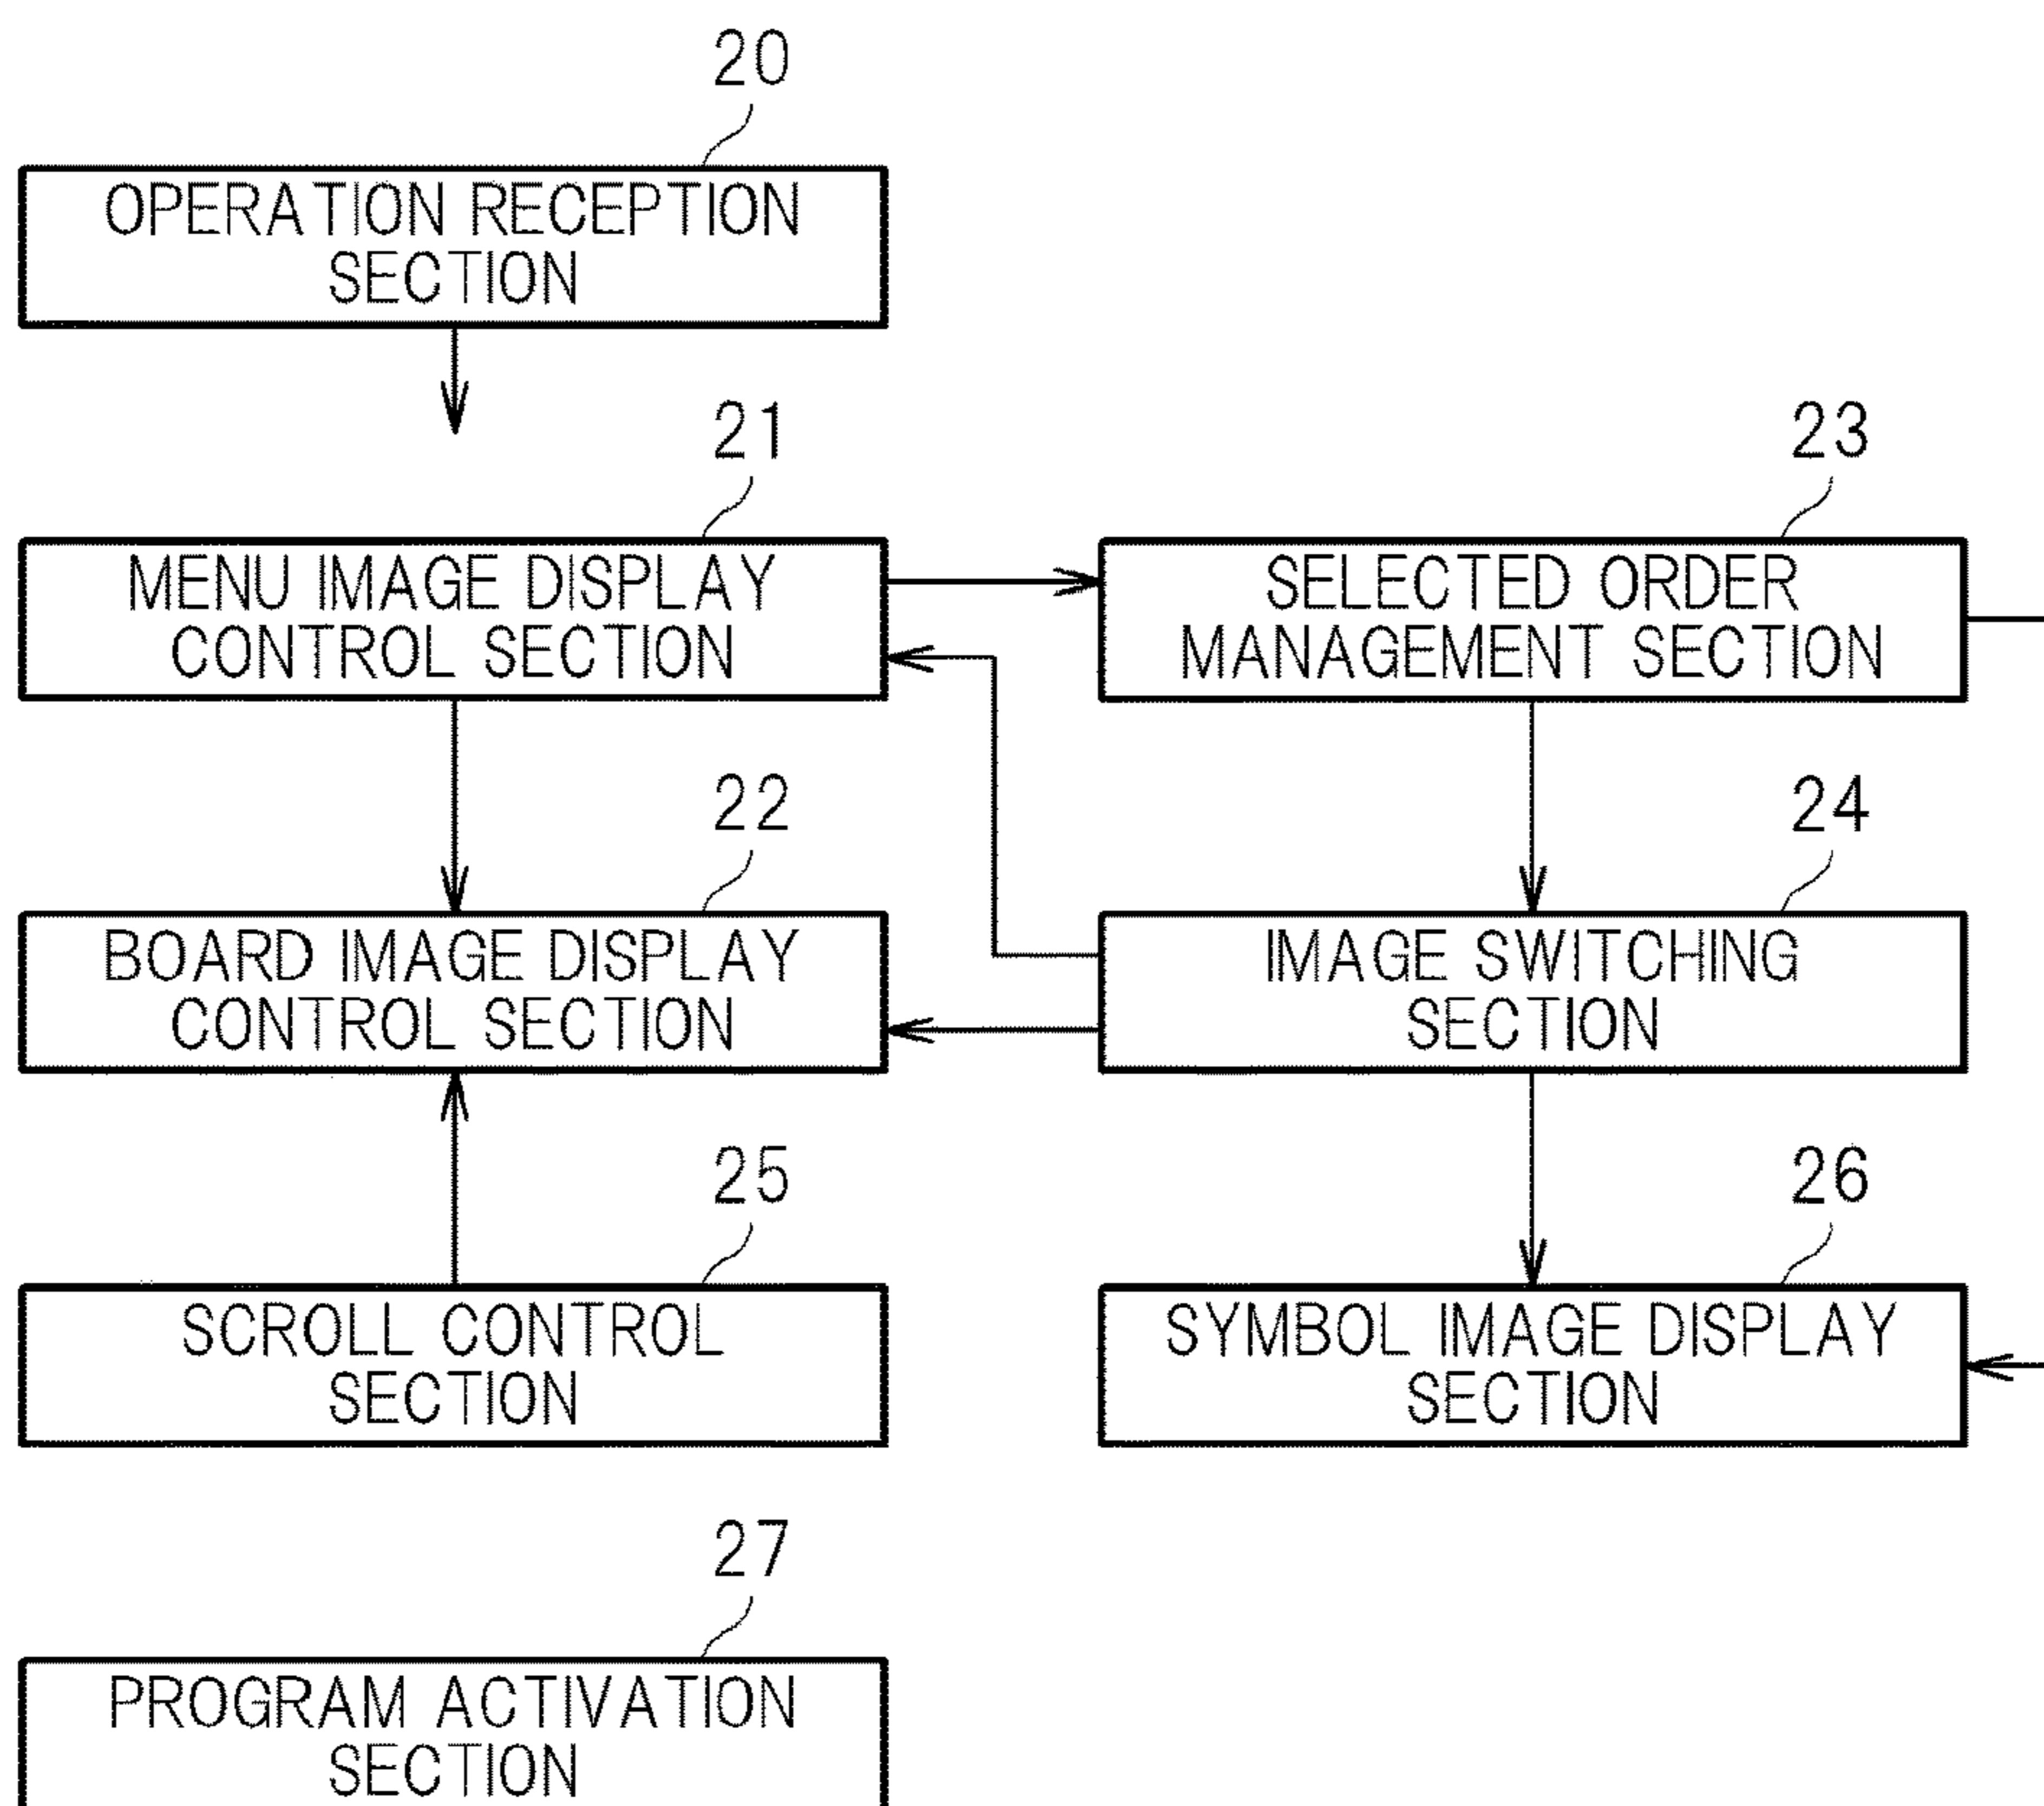 20
OPERATION RECEPTION
SECTION
21
MENU IMAGE DISPLAY
CONTROL SECTION
23
SELECTED ORDER
MANAGEMENT SECTION
22
BOARD IMAGE DISPLAY
CONTROL SECTION
24
IMAGE SWITCHING
SECTION
25
SCROLL CONTROL
SECTION
26
SYMBOL IMAGE DISPLAY
SECTION
27
PROGRAM ACTIVATION
SECTION